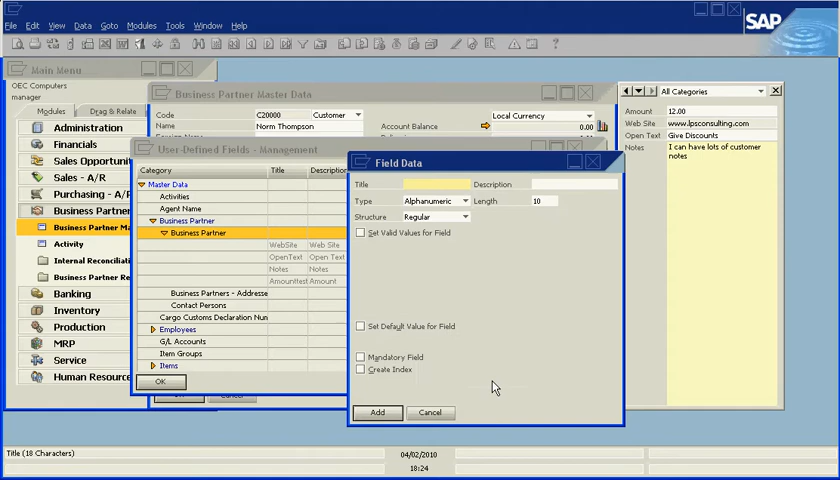 File Edit View Data Goto Modules Tools Window Help
SAP
Main Menu
OEC Computers
manager
Modules Drag & Relate
Administration
Financials
Sales Opportunitie
Sales - A/R
Purchasing - A/R
Business Partner
Business Partner Ma
Activity
Internal Reconciliati
Business Partner Re
Banking
Inventory
Production
MRP
Service
Human Resource
Business Partner Master Data
Code C20000 Customer Local Currency
Name Norm Thompson Account Balance 0.00
User-Defined Fields - Management
Category Title Description
Master Data
Activities
Agent Name
Business Partner
Business Partner
WebSite Web Site
OpenText Open Text
Notes Notes
Amounttest Amount
Business Partners - Addresse
Contact Persons
Cargo Customs Declaration Num
Employees
G/L Accounts
Item Groups
Items
OK
Cancel
Field Data
Title Description
Type Alphanumeric Length 10
Structure Regular
Set Valid Values for Field
Set Default Value for Field
Mandatory Field
Create Index
Add Cancel
All Categories
Amount 12.00
Web Site www.lpsconsulting.com
Open Text Give Discounts
Notes I can have lots of customer
notes
Title (18 Characters) 04/02/2010
18:24